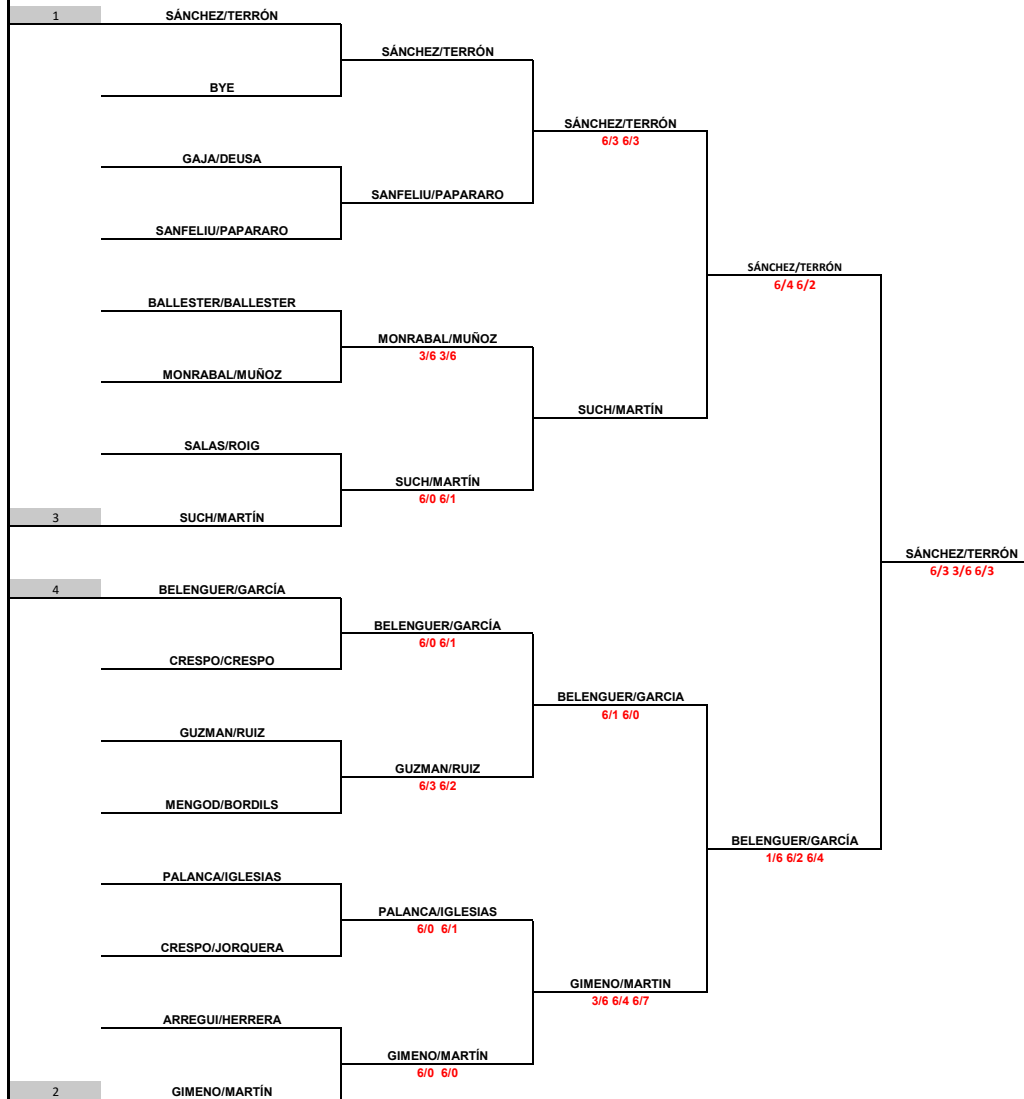 1 SÁNCHEZ/TERRÓN
SÁNCHEZ/TERRÓN
BYE
SÁNCHEZ/TERRÓN
6/3 6/3
GAJA/DEUSA
SANFELIU/PAPARARO
SANFELIU/PAPARARO
SÁNCHEZ/TERRÓN
6/4 6/2
BALLESTER/BALLESTER
MONRABAL/MUÑOZ
3/6 3/6
MONRABAL/MUÑOZ
SUCH/MARTÍN
SALAS/ROIG
SUCH/MARTÍN
6/0 6/1
3 SUCH/MARTÍN
SÁNCHEZ/TERRÓN
6/3 3/6 6/3
4 BELENGUER/GARCÍA
BELENGUER/GARCÍA
6/0 6/1
CRESPO/CRESPO
BELENGUER/GARCIA
6/1 6/0
GUZMAN/RUIZ
GUZMAN/RUIZ
6/3 6/2
MENGOD/BORDILS
BELENGUER/GARCÍA
1/6 6/2 6/4
PALANCA/IGLESIAS
PALANCA/IGLESIAS
6/0 6/1
CRESPO/JORQUERA
GIMENO/MARTIN
3/6 6/4 6/7
ARREGUI/HERRERA
GIMENO/MARTÍN
6/0 6/0
2 GIMENO/MARTÍN